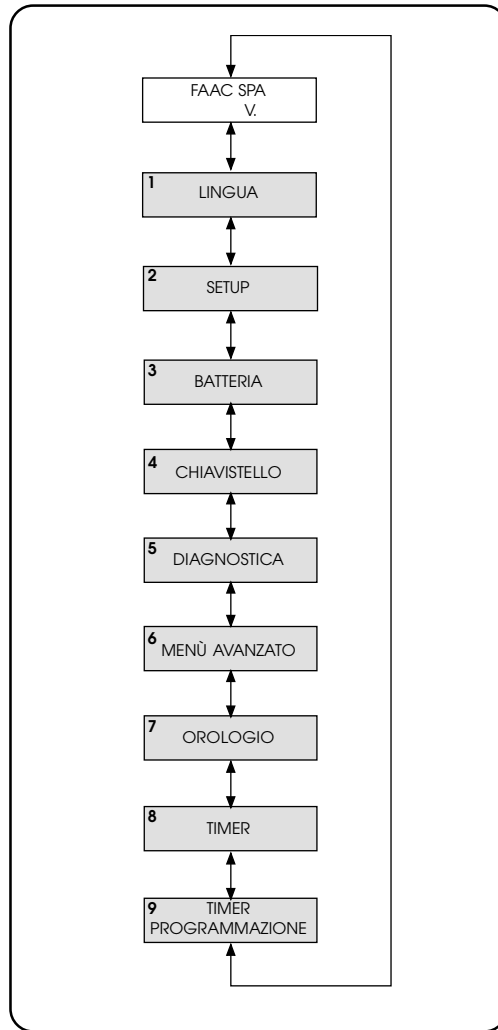 FAAC SPA
V.
1
LINGUA
2
SETUP
3
BATTERIA
4
CHIAVISTELLO
5
DIAGNOSTICA
6
MENÙ AVANZATO
7
OROLOGIO
8
TIMER
9 TIMER
PROGRAMMAZIONE